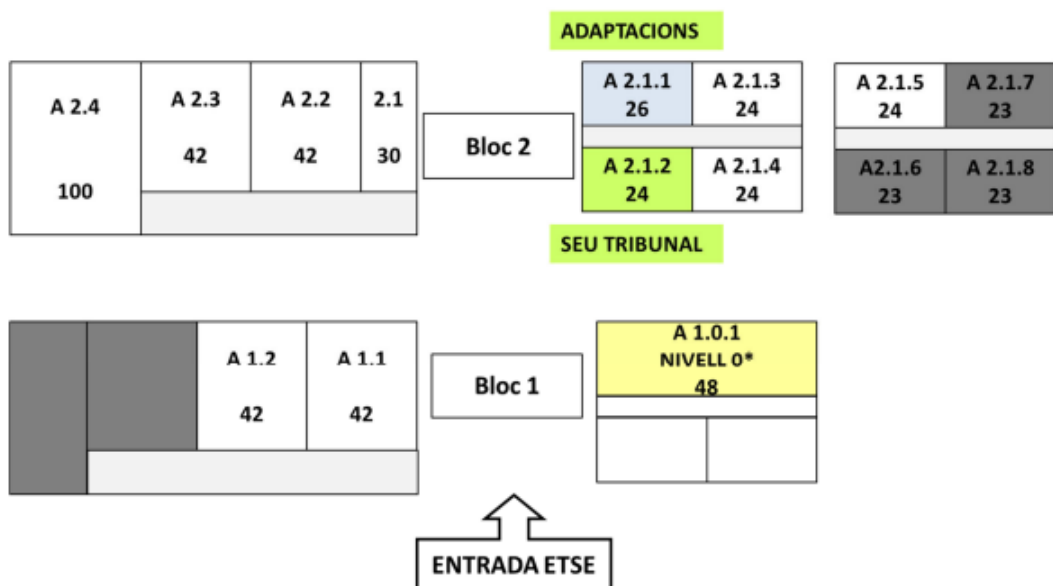 ADAPTACIONS
A 2.4
100
A 2.3
42
A 2.2
42
2.1
30
Bloc 2
A 2.1.1
26
A 2.1.3
24
A 2.1.2
24
A 2.1.4
24
A 2.1.5
24
A 2.1.7
23
A2.1.6
23
A 2.1.8
23
SEU TRIBUNAL
A 1.2
42
A 1.1
42
Bloc 1
A 1.0.1
NIVELL 0*
48
ENTRADA ETSE